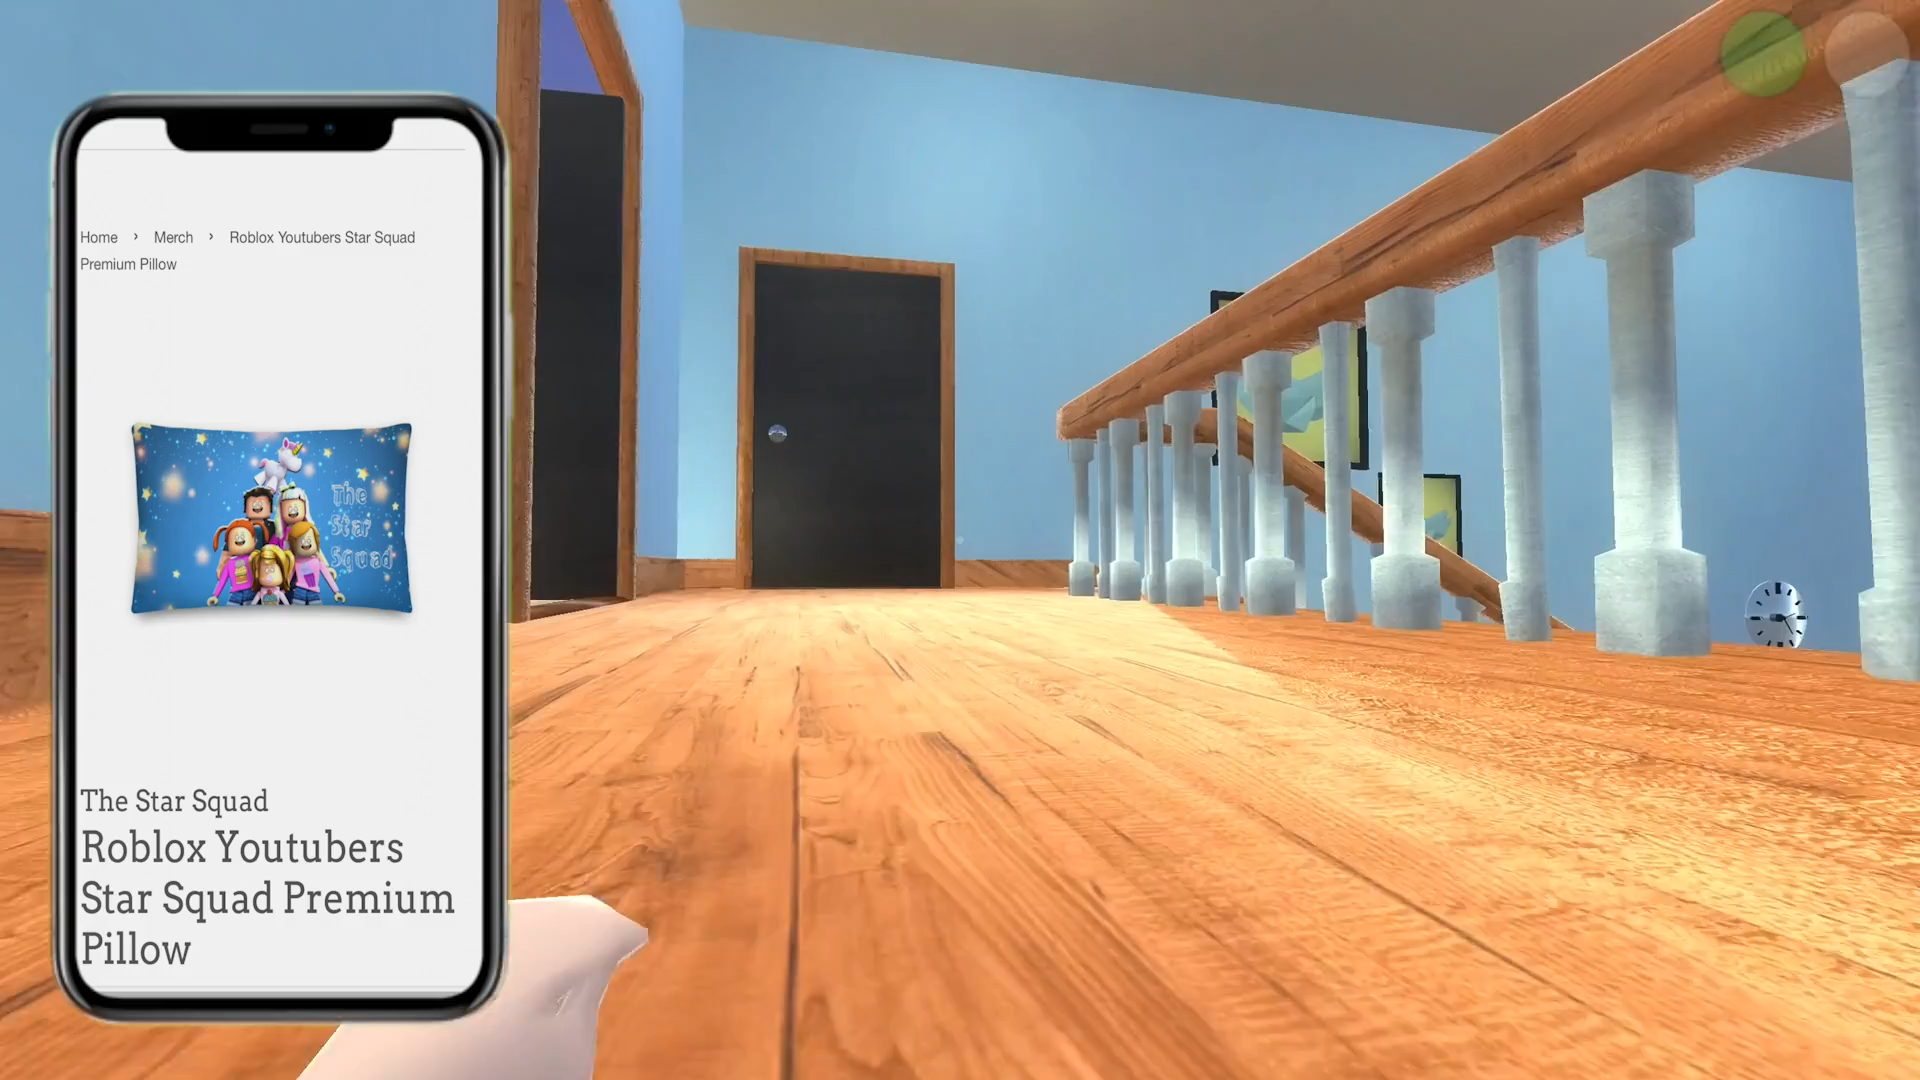 Home › Merch › Roblox Youtubers Star Squad
Premium Pillow
The
Star
Squad
The Star Squad
Roblox Youtubers
Star Squad Premium
Pillow